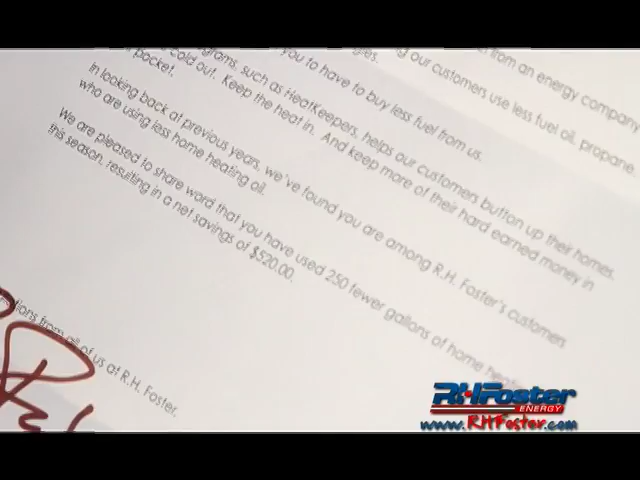 from an energy company
ng our customers use less fuel oil, propane
gles.
you to have to buy less fuel from us.
grams, such as HeatKeepers, helps our customers button up their homes.
cold out. Keep the heat in. And keep more of their hard earned money in
pocket.
In looking back at previous years, we've found you are among R.H. Foster's customers
who are using less home heating oil.
We are pleased to share word that you have used 250 fewer gallons of home heating
this season, resulting in a net savings of $520.00.
tions from all of us at R.H. Foster.
RHFoster
ENERGY
www.RHFoster.com